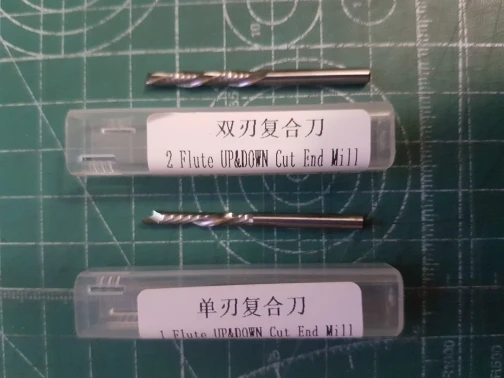 双刃复合刀
2 Flute UP&DOWN Cut End Mill
单刃复合刀
1 Flute UP&DOWN Cut End Mill